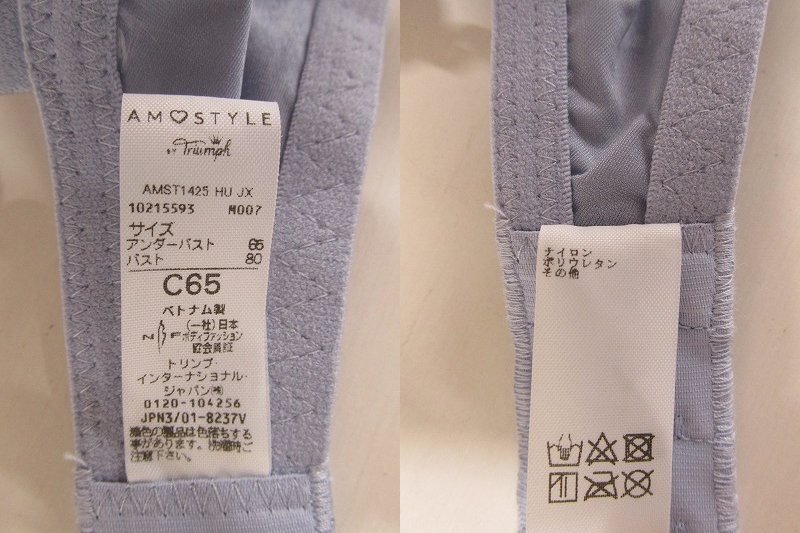 AMOSTYLE
BY Triumph
AMST1425 HU JX
10215593 M007
サイズ
アンダーバスト 65
バスト 80
C65
ベトナム製
(一社)日本
NBF ボディファッション
協会認証
トリンプ・
インターナショナル・
ジャパン㈱
0120-104256
JPN3/01-8237V
濃色の製品は色落ちする
事があります。洗濯時ご
注意下さい。
ナイロン
ポリウレタン
その他